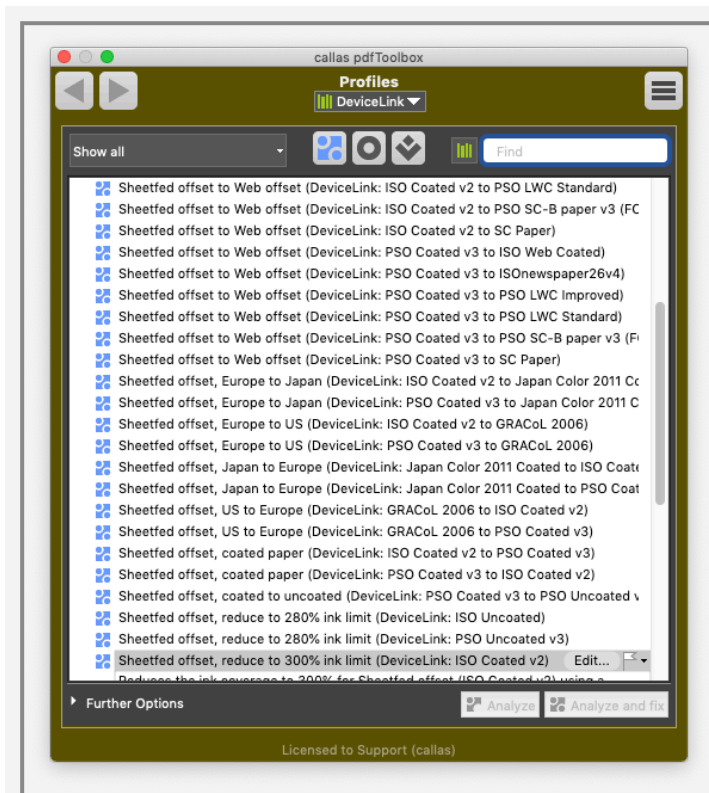 callas pdfToolbox
Profiles
DeviceLink
Show all
Find
Sheetfed offset to Web offset (DeviceLink: ISO Coated v2 to PSO LWC Standard)
Sheetfed offset to Web offset (DeviceLink: ISO Coated v2 to PSO SC-B paper v3 (FC
Sheetfed offset to Web offset (DeviceLink: ISO Coated v2 to SC Paper)
Sheetfed offset to Web offset (DeviceLink: PSO Coated v3 to ISO Web Coated)
Sheetfed offset to Web offset (DeviceLink: PSO Coated v3 to ISOnewspaper26v4)
Sheetfed offset to Web offset (DeviceLink: PSO Coated v3 to PSO LWC Improved)
Sheetfed offset to Web offset (DeviceLink: PSO Coated v3 to PSO LWC Standard)
Sheetfed offset to Web offset (DeviceLink: PSO Coated v3 to PSO SC-B paper v3 (F
Sheetfed offset to Web offset (DeviceLink: PSO Coated v3 to SC Paper)
Sheetfed offset, Europe to Japan (DeviceLink: ISO Coated v2 to Japan Color 2011 Cc
Sheetfed offset, Europe to Japan (DeviceLink: PSO Coated v3 to Japan Color 2011 C
Sheetfed offset, Europe to US (DeviceLink: ISO Coated v2 to GRACoL 2006)
Sheetfed offset, Europe to US (DeviceLink: PSO Coated v3 to GRACoL 2006)
Sheetfed offset, Japan to Europe (DeviceLink: Japan Color 2011 Coated to ISO Coate
Sheetfed offset, Japan to Europe (DeviceLink: Japan Color 2011 Coated to PSO Coat
Sheetfed offset, US to Europe (DeviceLink: GRACoL 2006 to ISO Coated v2)
Sheetfed offset, US to Europe (DeviceLink: GRACoL 2006 to PSO Coated v3)
Sheetfed offset, coated paper (DeviceLink: ISO Coated v2 to PSO Coated v3)
Sheetfed offset, coated paper (DeviceLink: PSO Coated v3 to ISO Coated v2)
Sheetfed offset, coated to uncoated (DeviceLink: PSO Coated v3 to PSO Uncoated v
Sheetfed offset, reduce to 280% ink limit (DeviceLink: ISO Uncoated)
Sheetfed offset, reduce to 280% ink limit (DeviceLink: PSO Uncoated v3)
Sheetfed offset, reduce to 300% ink limit (DeviceLink: ISO Coated v2) Edit...
Reduces the ink coverage to 300% for Sheetfed offset (ISO Coated v2) using a
Further Options
Analyze
Analyze and fix
Licensed to Support (callas)